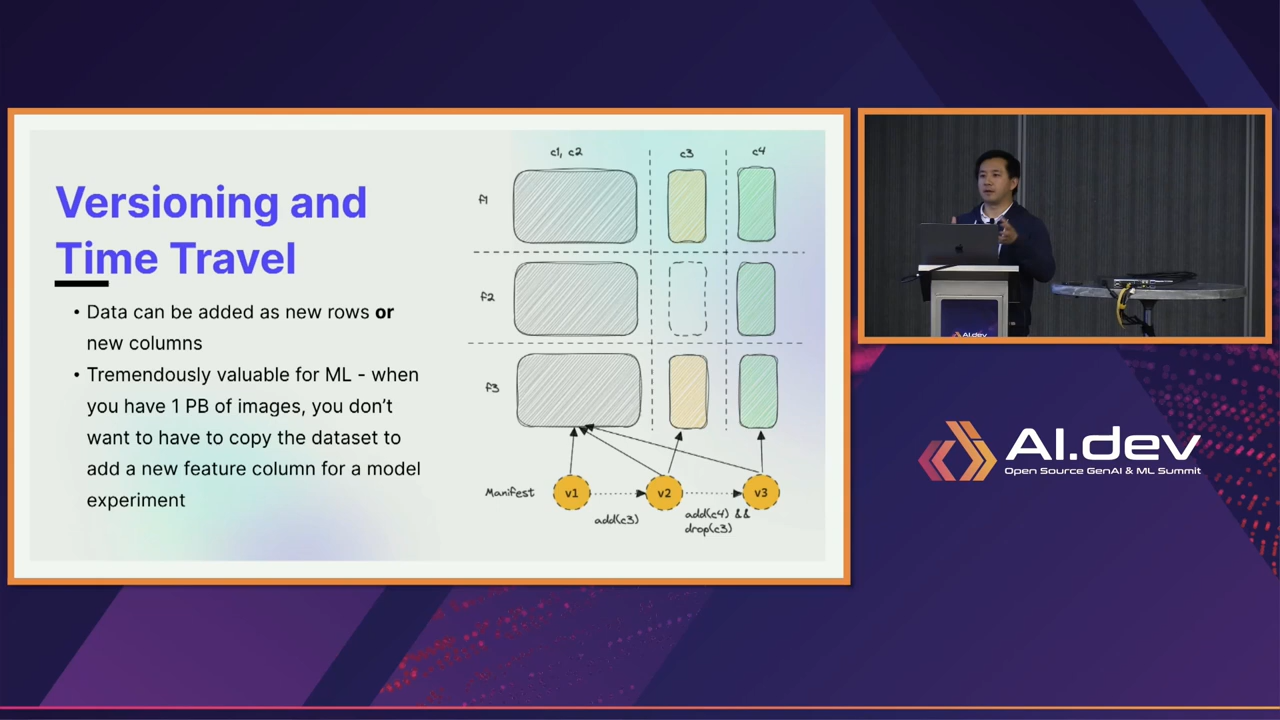 Versioning and
Time Travel
• Data can be added as new rows or
new columns
• Tremendously valuable for ML - when
you have 1 PB of images, you don't
want to have to copy the dataset to
add a new feature column for a model
experiment
c1, c2
c3
c4
f1
f2
f3
Manifest
v1
v2
v3
add(c3)
add(c4) &&
drop(c3)
AI.dev
AI.dev
Open Source GenAI & ML Summit